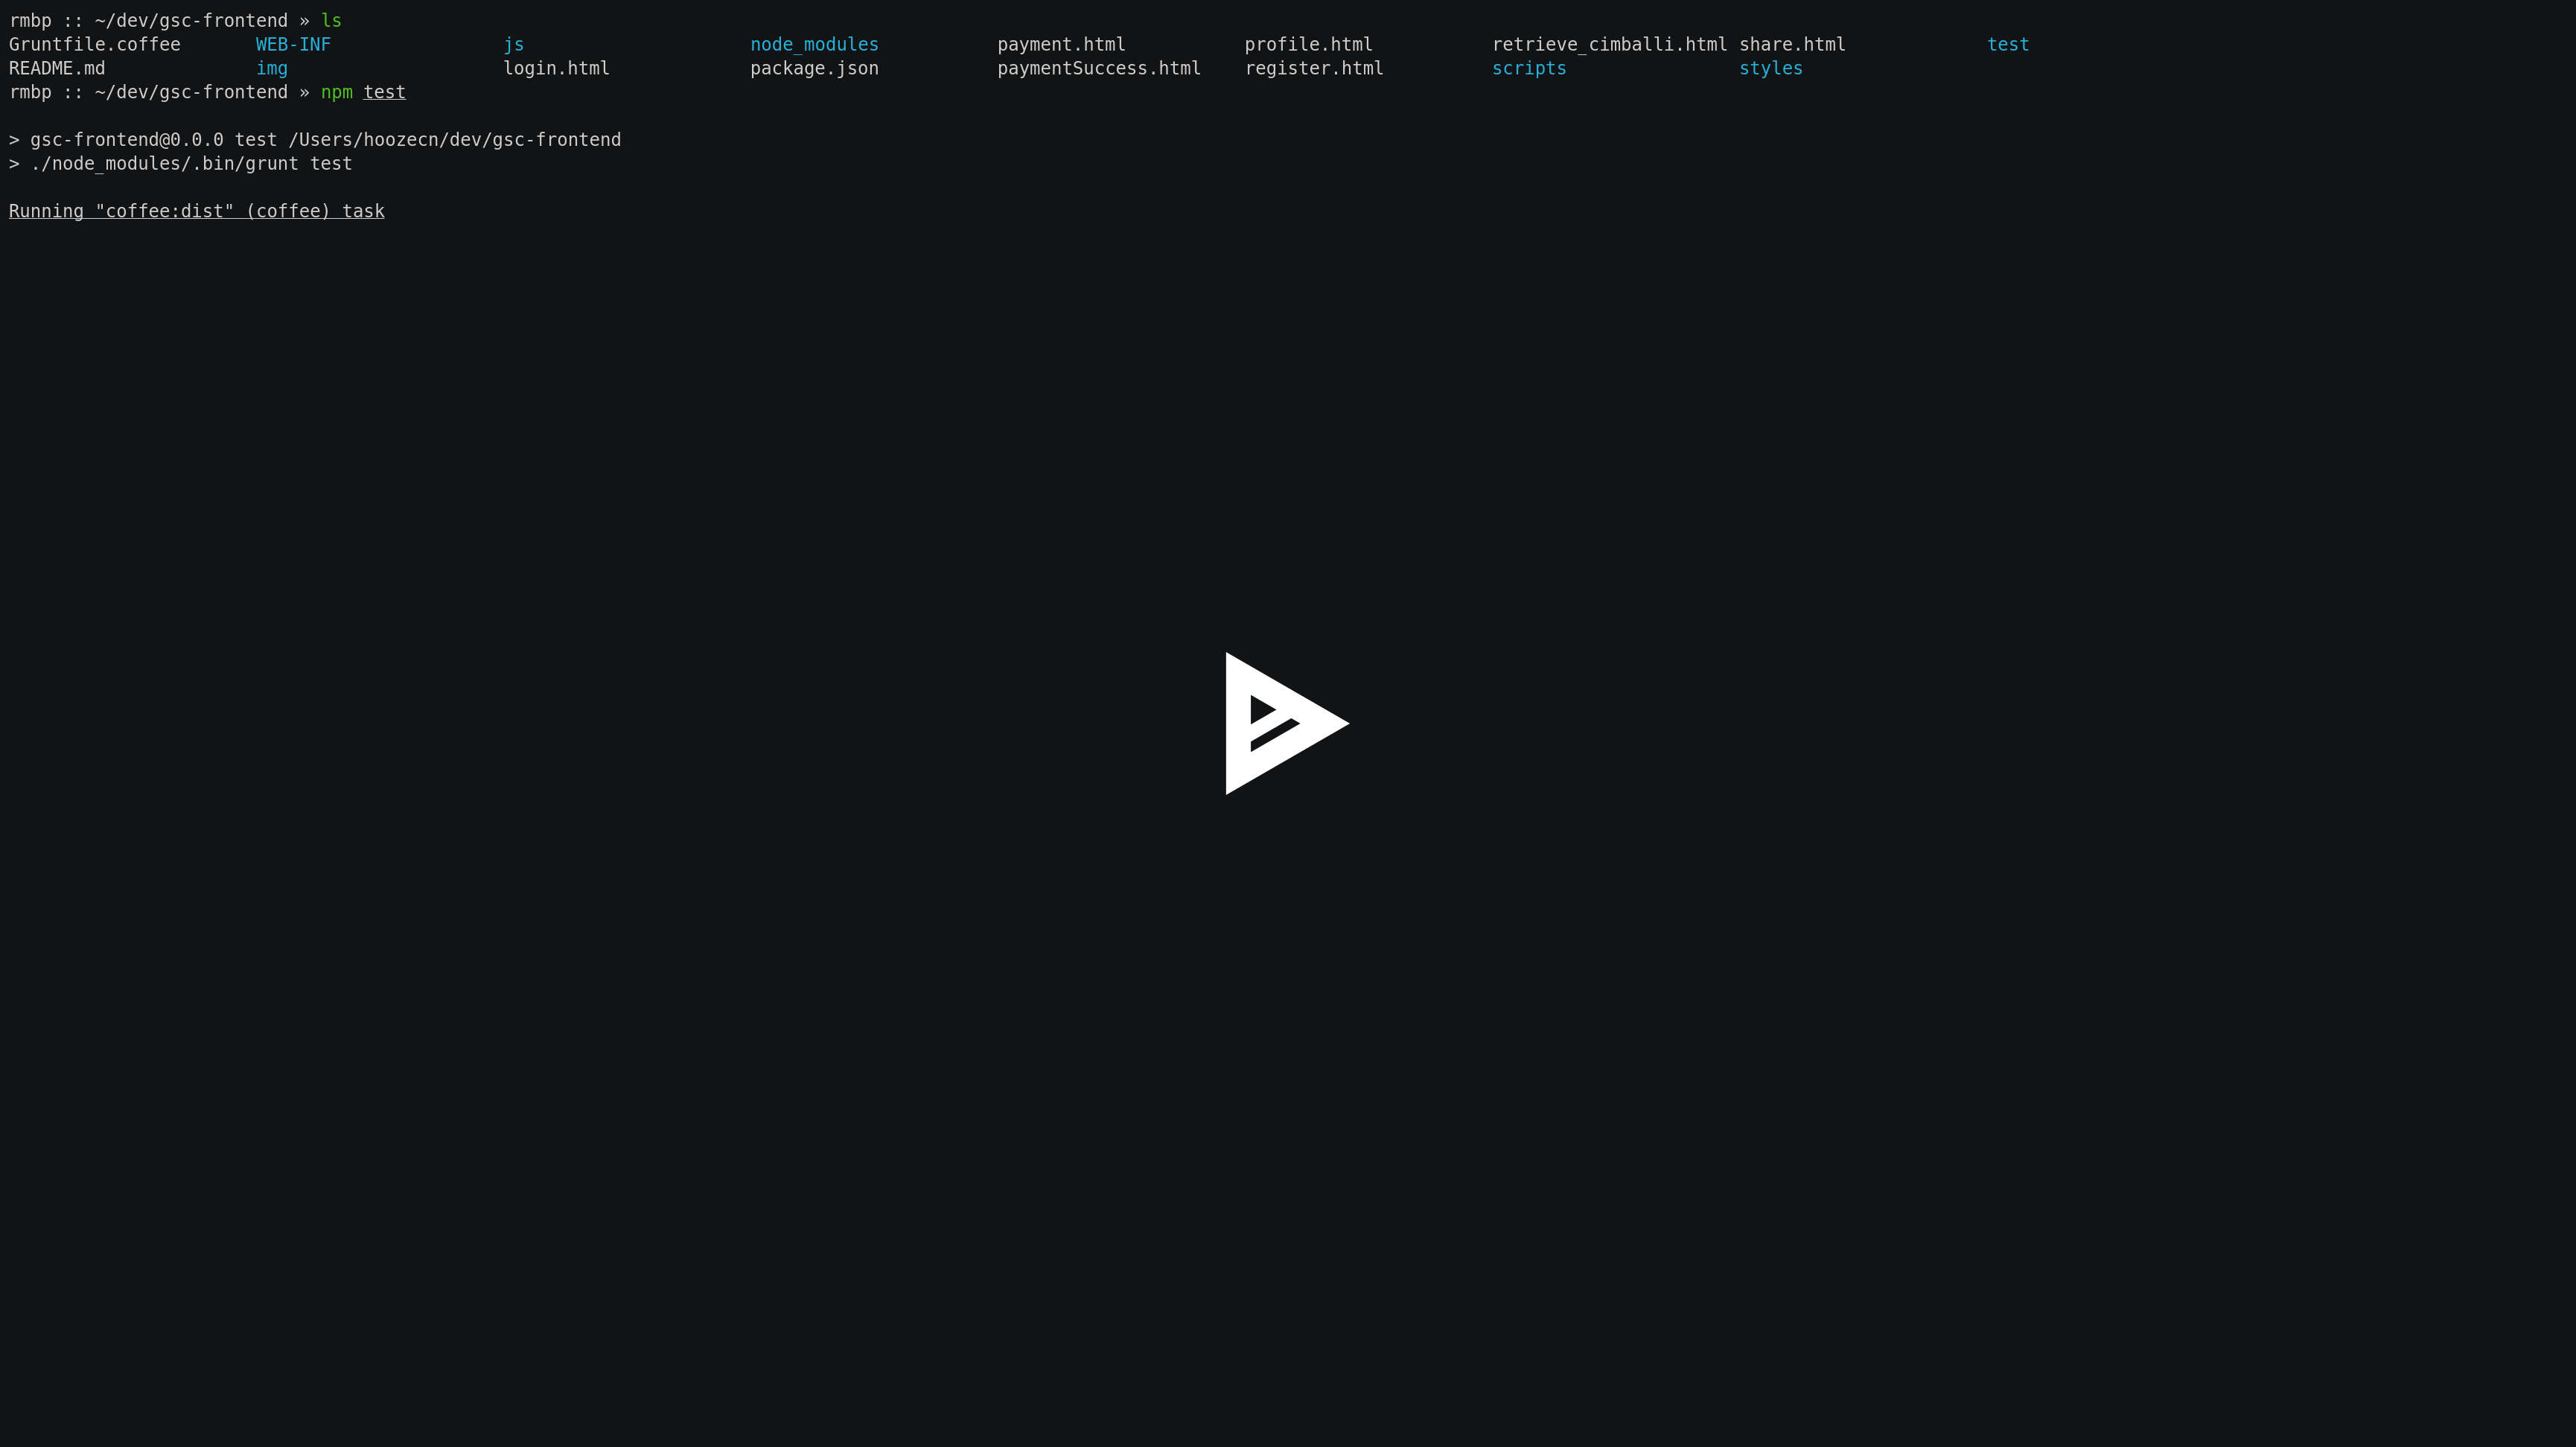 rmbp :: ~/dev/gsc-frontend » ls
Gruntfile.coffee WEB-INF js node_modules payment.html profile.html retrieve_cimballi.html share.html test
README.md img login.html package.json paymentSuccess.html register.html scripts styles
rmbp :: ~/dev/gsc-frontend » npm test
> gsc-frontend@0.0.0 test /Users/hoozecn/dev/gsc-frontend
> ./node_modules/.bin/grunt test
Running "coffee:dist" (coffee) task